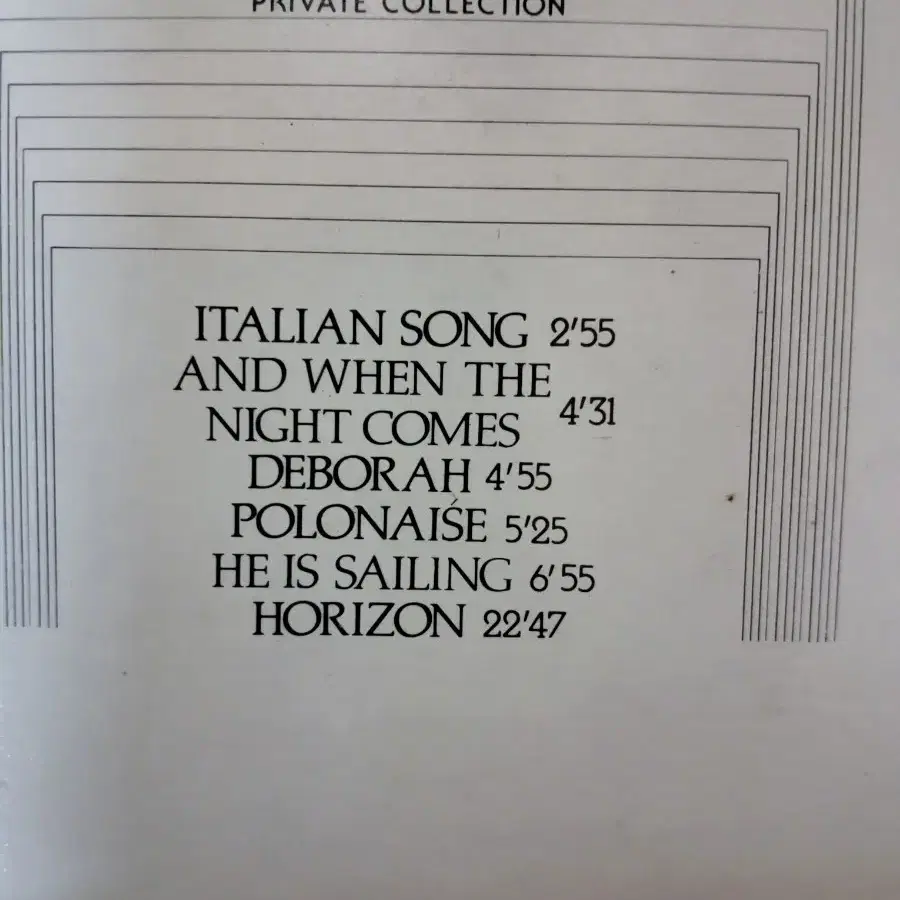 PRIVATE COLLECTION
ITALIAN SONG 2'55
AND WHEN THE
NIGHT COMES 4'31
DEBORAH 4'55
POLONAISE 5'25
HE IS SAILING 6'55
HORIZON 22'47